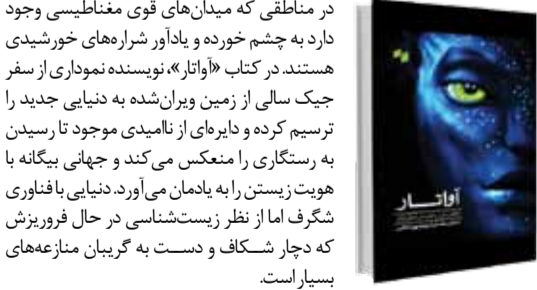 در مناطقی که میدان‌های قوی مغناطیسی وجود
دارد به چشم خورده و یادآور شراره‌های خورشیدی
هستند. در کتاب «آواتار»، نویسنده نموداری از سفر
جیک سالی از زمین ویران‌شده به دنیایی جدید را
ترسیم کرده و دایره‌ای از ناامیدی موجود تا رسیدن
به رستگاری را منعکس می‌کند و جهانی بیگانه با
هویت زیستن را به یادمان می‌آورد. دنیایی با فناوری
شگرف اما از نظر زیست‌شناسی در حال فروریزش
که دچار شکاف و دست به گریبان منازعه‌های
بسیار است.
آواتار